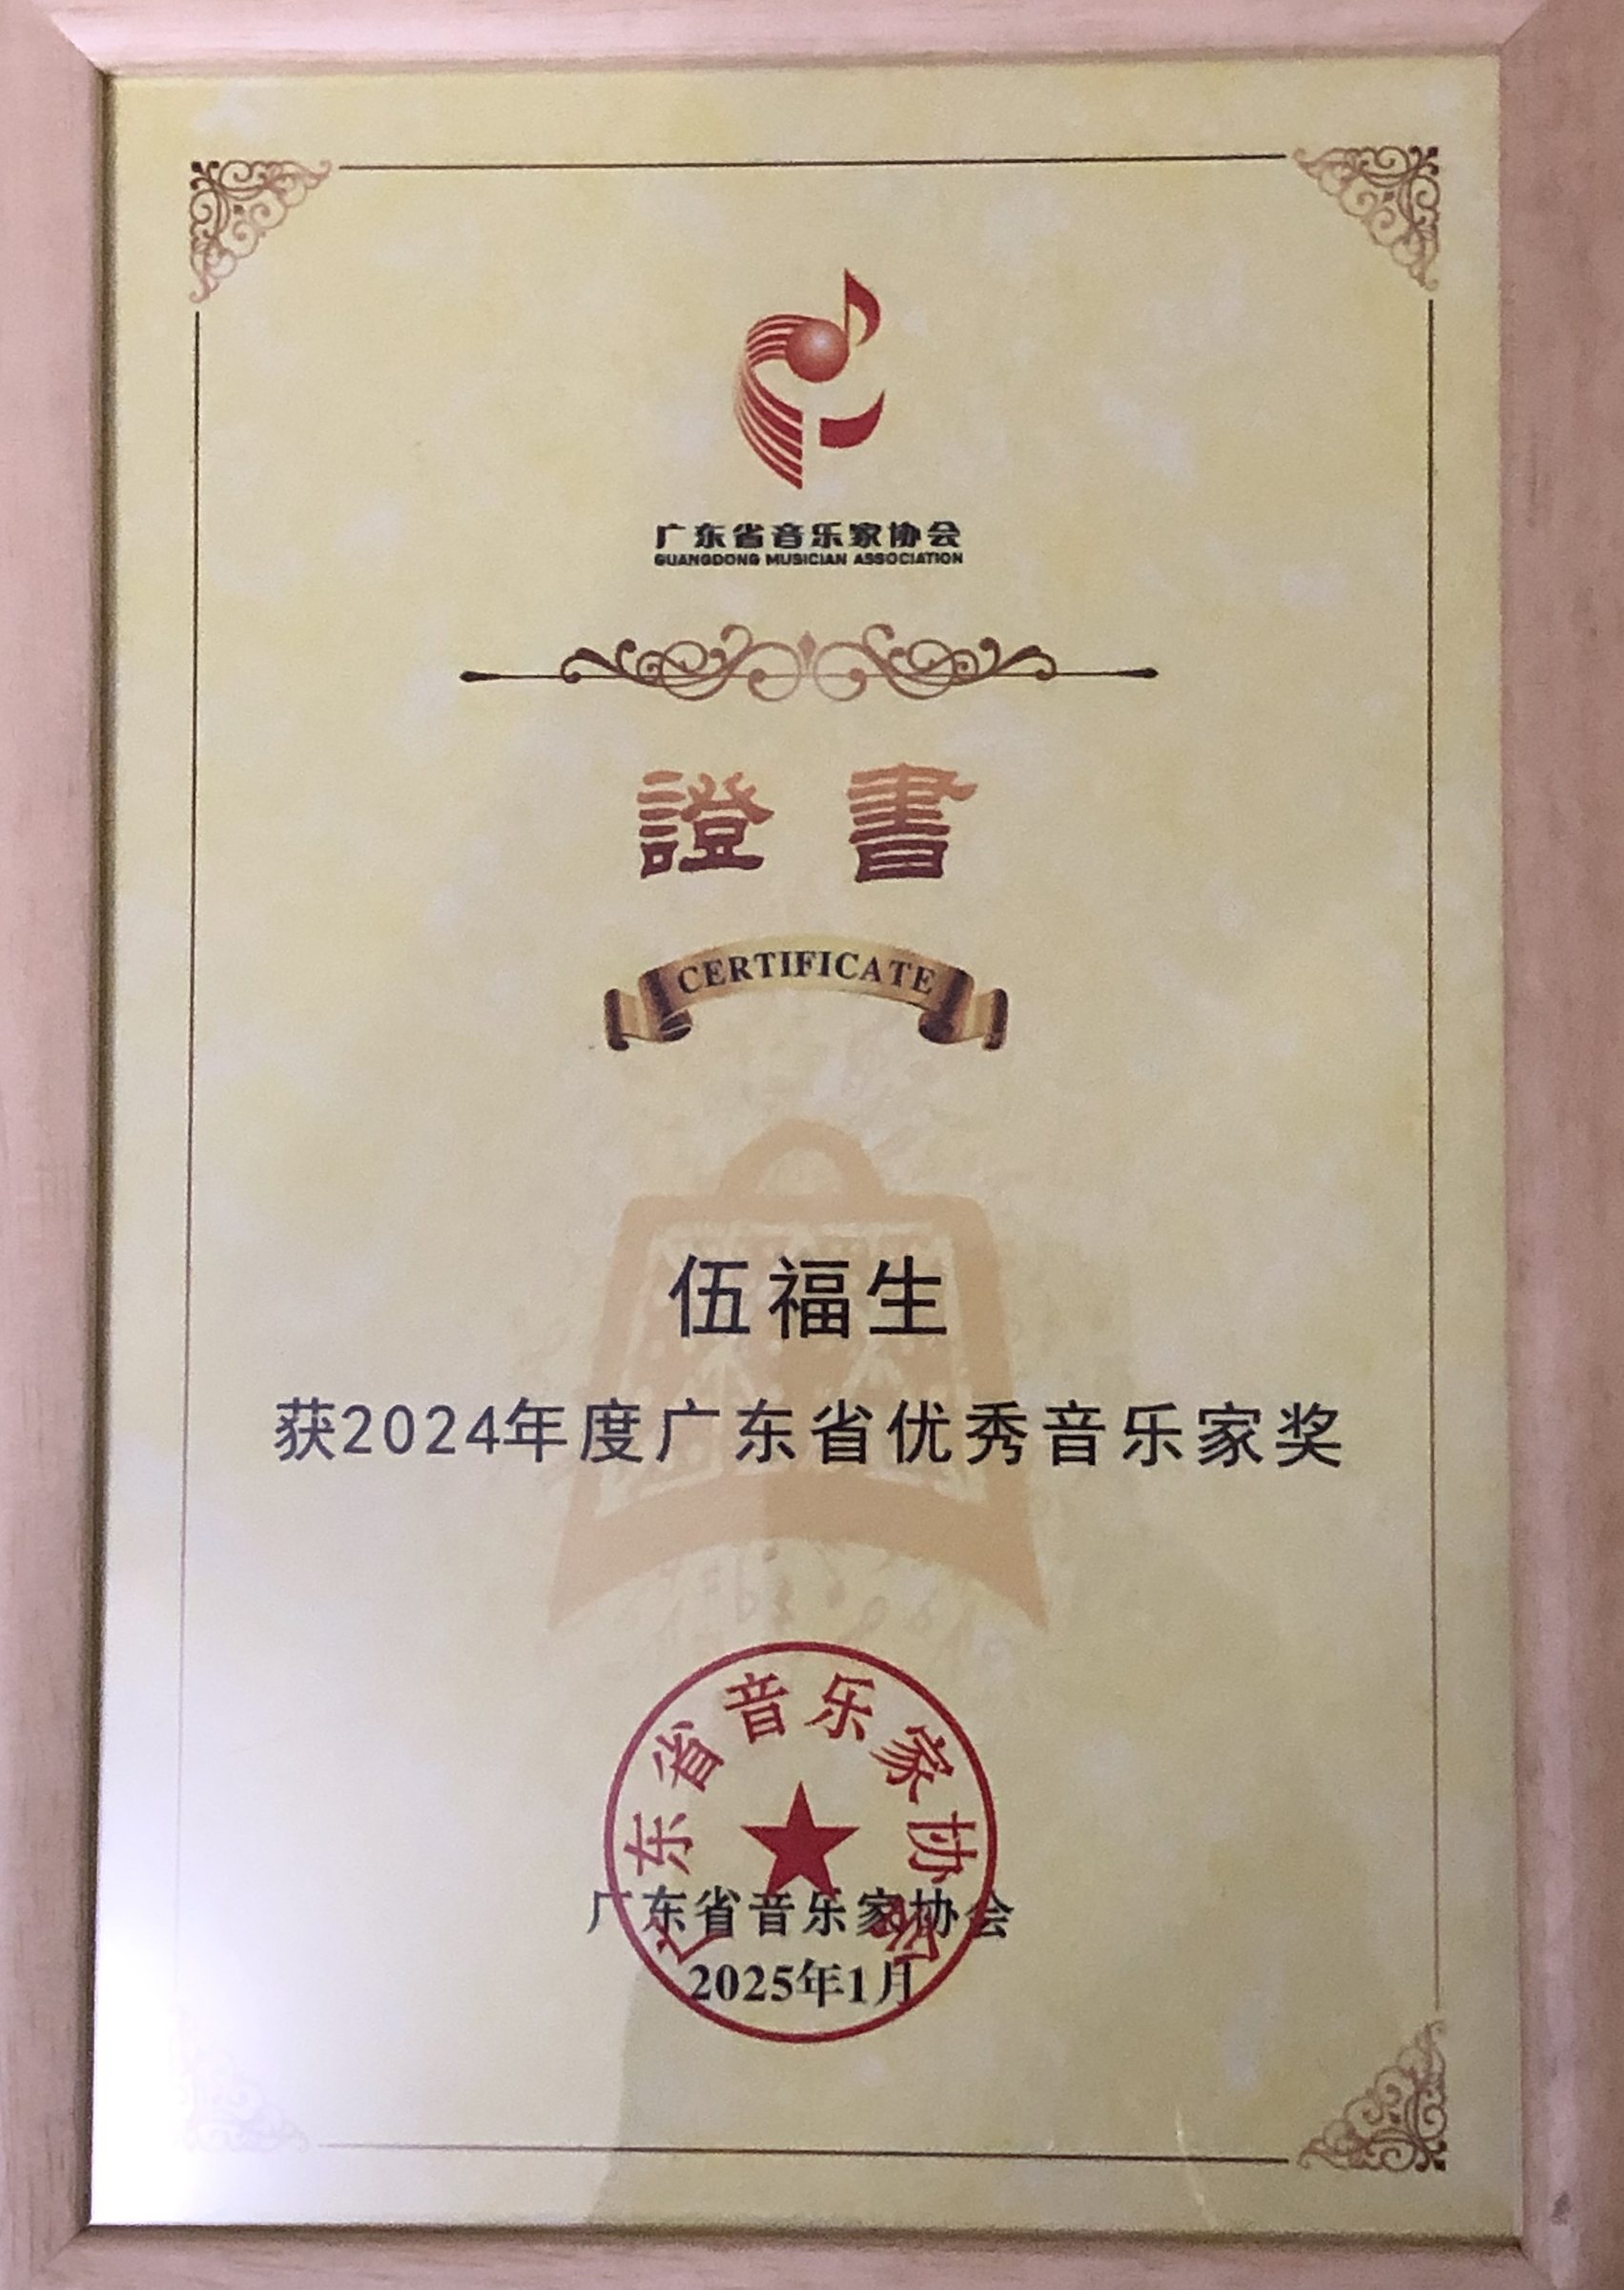 广东省音乐家协会
GUANGDONG MUSICIAN ASSOCIATION
證書
CERTIFICATE
伍福生
获2024年度广东省优秀音乐家奖
广东省音乐家协会
广东省音乐家协会
2025年1月